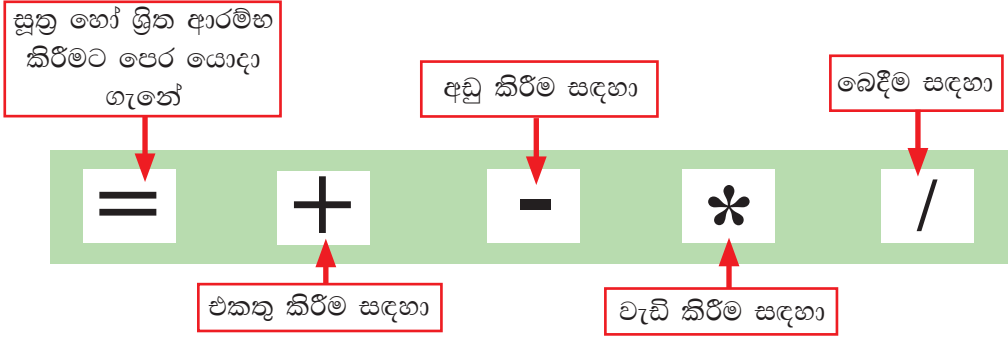 සූත්‍ර හෝ ශ්‍රිත ආරම්භ
කිරීමට පෙර යොදා
ගැනේ
අඩු කිරීම සඳහා
බෙදීම සඳහා
= + - * /
එකතු කිරීම සඳහා
වැඩි කිරීම සඳහා